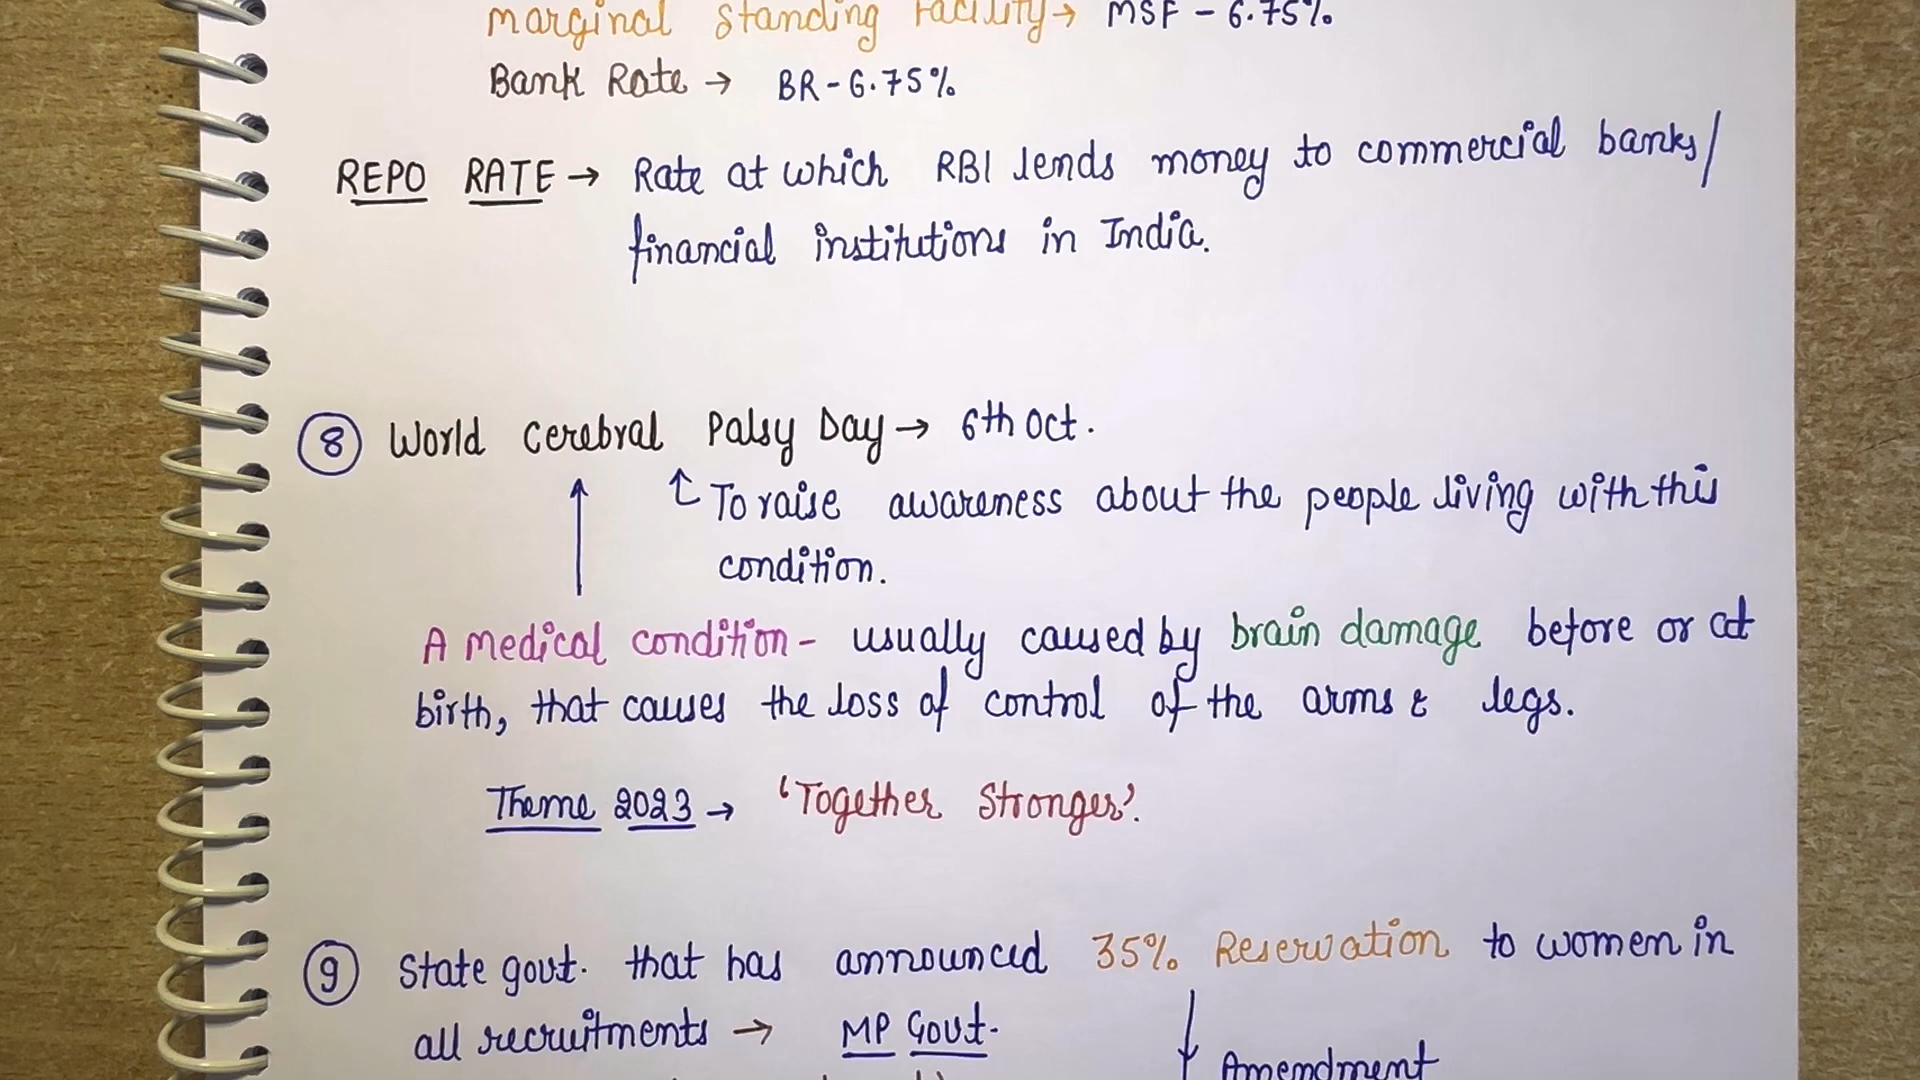 Marginal Standing Facility → MSF - 6.75%
Bank Rate → BR - 6.75%
REPO RATE → Rate at which RBI lends money to commercial banks/
financial institutions in India.
8 World Cerebral Palsy Day → 6th Oct.
To raise awareness about the people living with this
condition.
A medical condition - usually caused by brain damage before or at
birth, that causes the loss of control of the arms & legs.
Theme 2023 → 'Together Stronger'.
9 State govt. that has announced 35% Reservation to women in
all recruitments → MP Govt.
Amendment